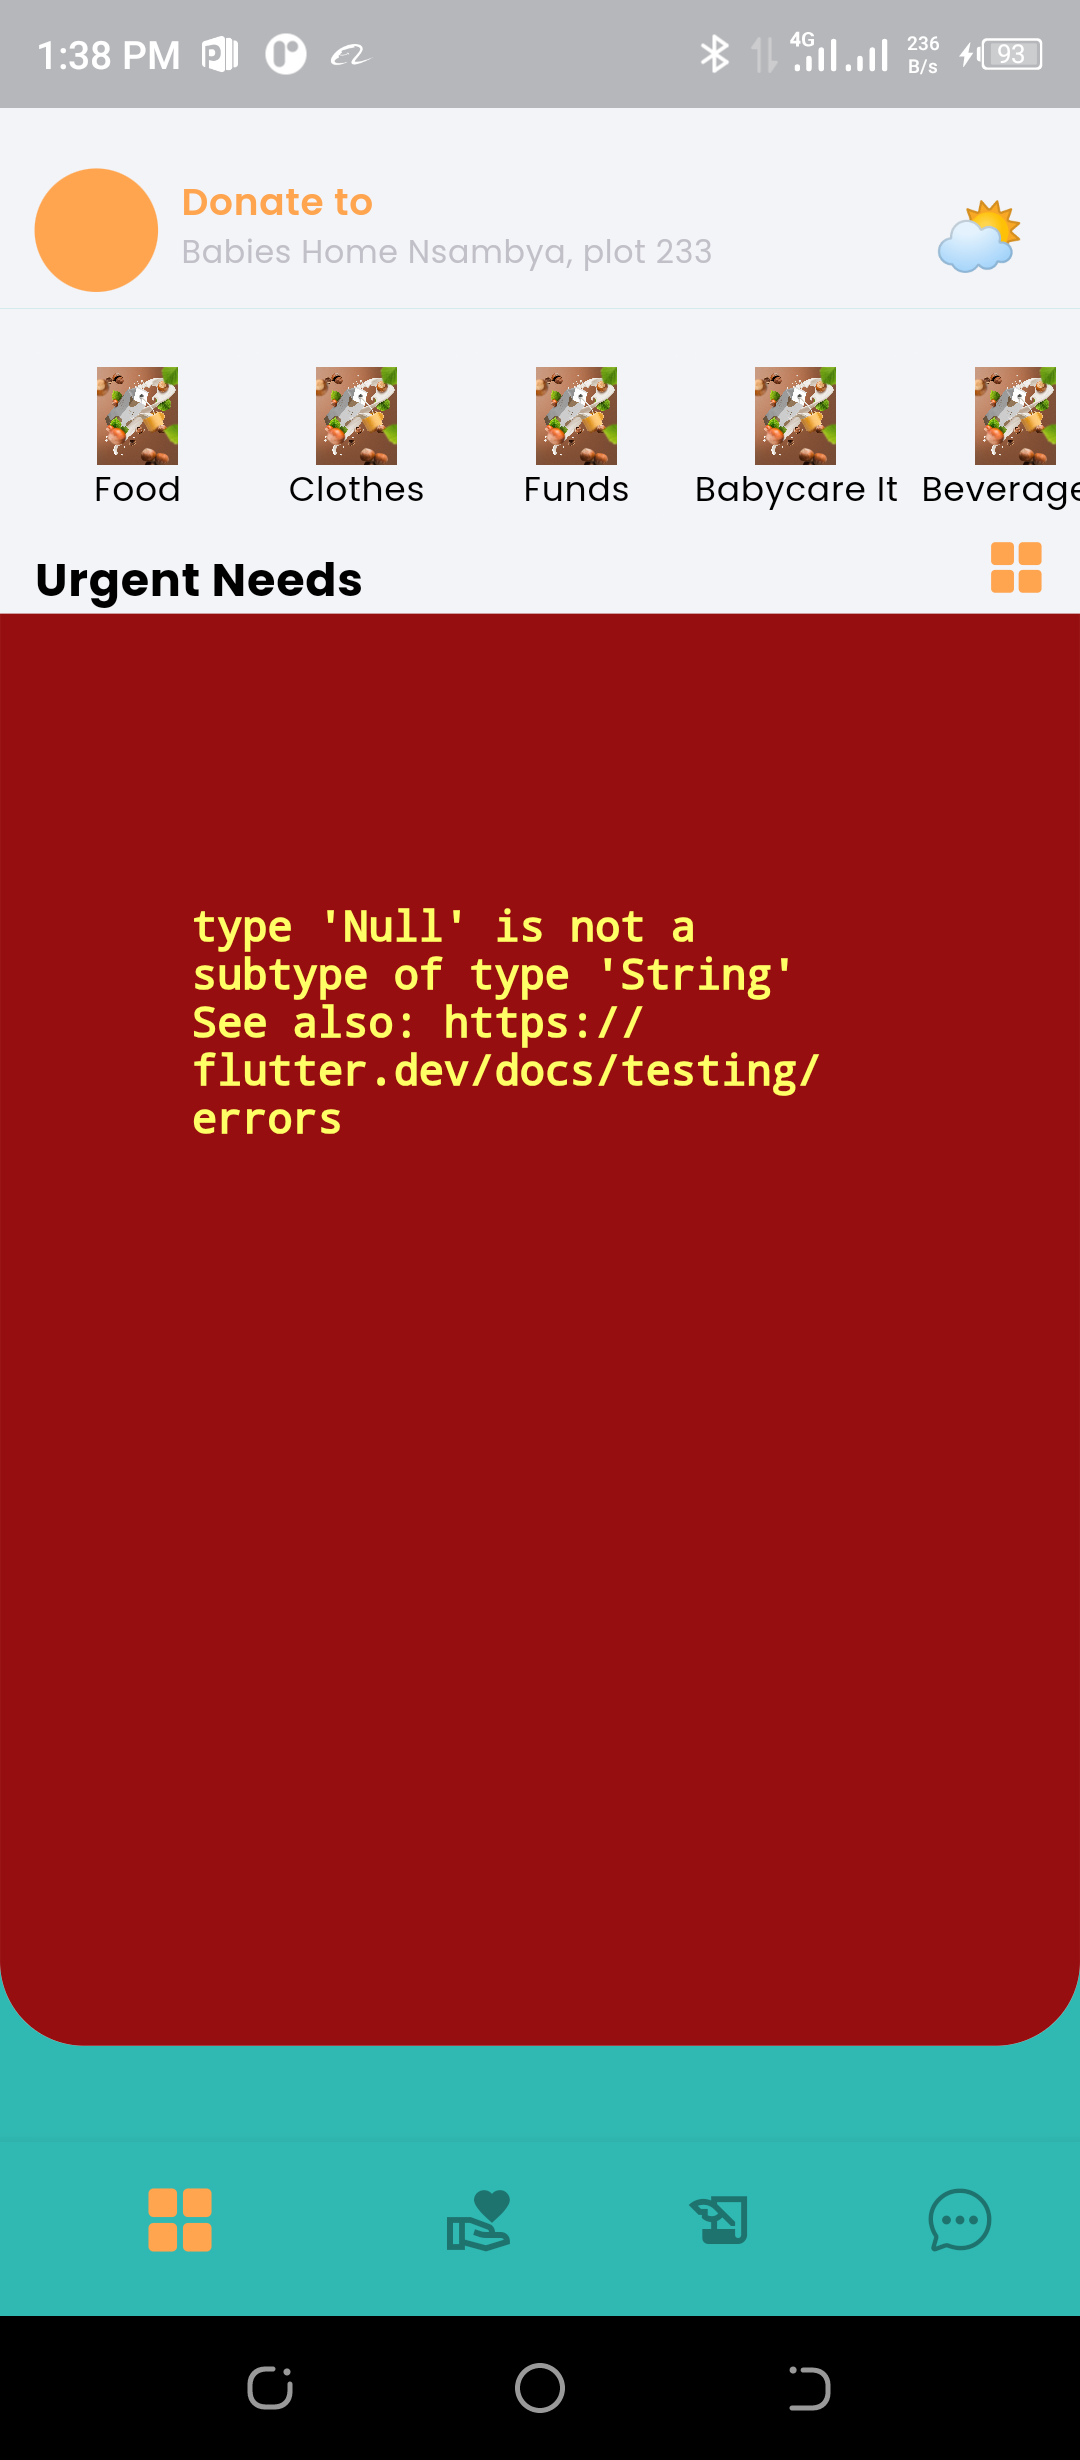 1:38 PM
4G
236
B/s
93
Donate to
Babies Home Nsambya, plot 233
Food
Clothes
Funds
Babycare It
Beverage
Urgent Needs
type 'Null' is not a
subtype of type 'String'
See also: https://
flutter.dev/docs/testing/
errors